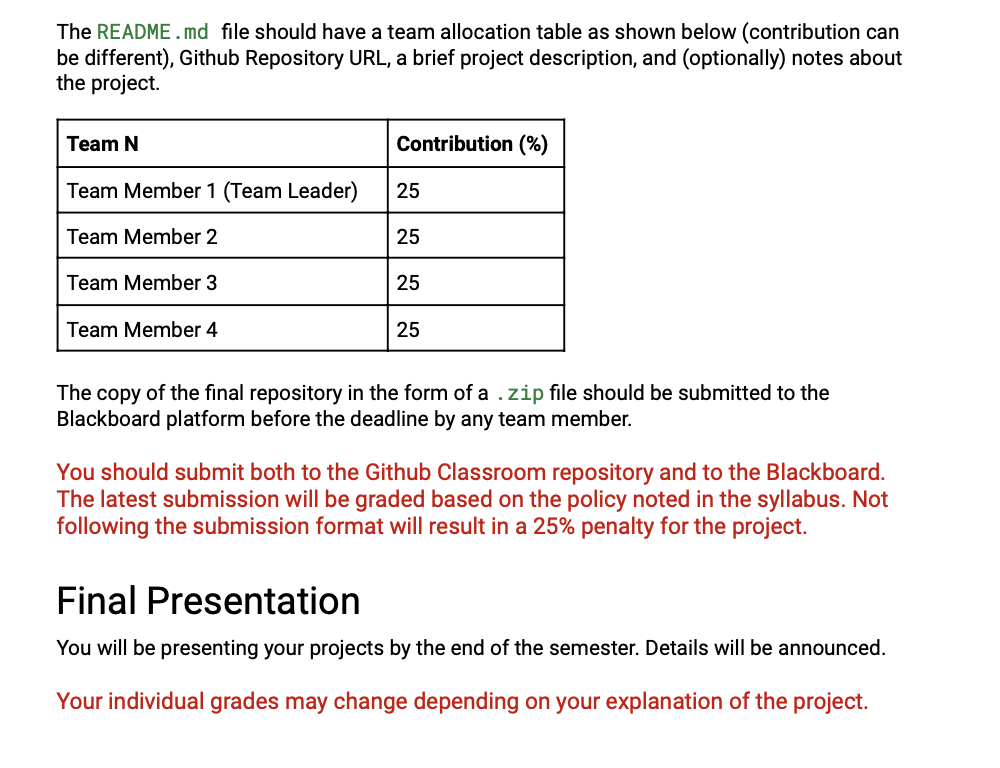 The README.md file should have a team allocation table as shown below (contribution can
be different), Github Repository URL, a brief project description, and (optionally) notes about
the project.
Team N Contribution (%)
Team Member 1 (Team Leader) 25
Team Member 2 25
Team Member 3 25
Team Member 4 25
The copy of the final repository in the form of a .zip file should be submitted to the
Blackboard platform before the deadline by any team member.
You should submit both to the Github Classroom repository and to the Blackboard.
The latest submission will be graded based on the policy noted in the syllabus. Not
following the submission format will result in a 25% penalty for the project.
Final Presentation
You will be presenting your projects by the end of the semester. Details will be announced.
Your individual grades may change depending on your explanation of the project.